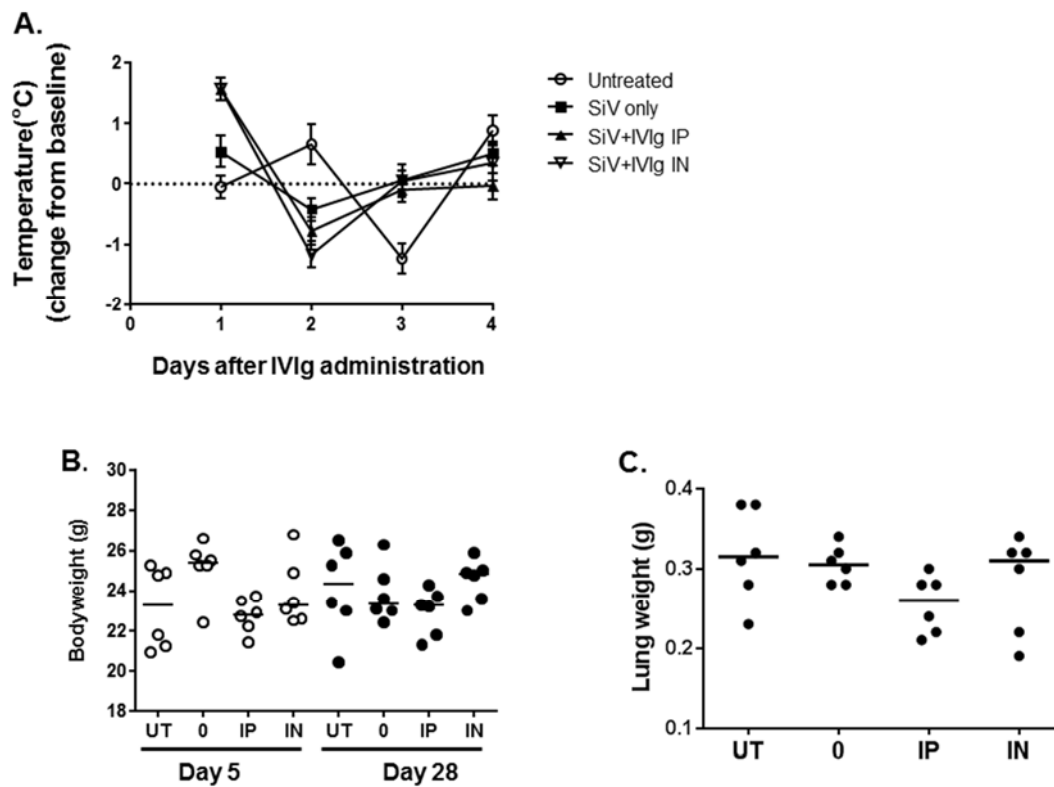 A.
Temperature(°C)
(change from baseline)
2
1
0
-1
-2
0 1 2 3 4
Days after IVIg administration
Untreated
SiV only
SiV+IVIg IP
SiV+IVIg IN
B.
Bodyweight (g)
30
28
26
24
22
20
18
UT 0 IP IN UT 0 IP IN
Day 5 Day 28
C.
Lung weight (g)
0.4
0.3
0.2
0.1
UT 0 IP IN